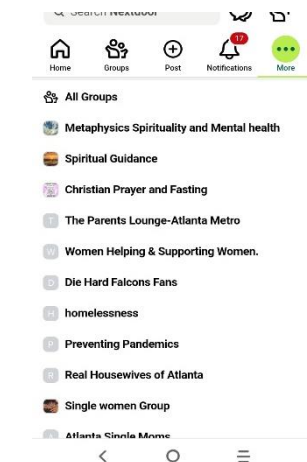 Search Nextdoor
Home
Groups
Post
17
Notifications
More
All Groups
Metaphysics Spirituality and Mental health
Spiritual Guidance
Christian Prayer and Fasting
T The Parents Lounge-Atlanta Metro
W Women Helping & Supporting Women.
D Die Hard Falcons Fans
H homelessness
P Preventing Pandemics
R Real Housewives of Atlanta
Single women Group
Atlanta Single Moms